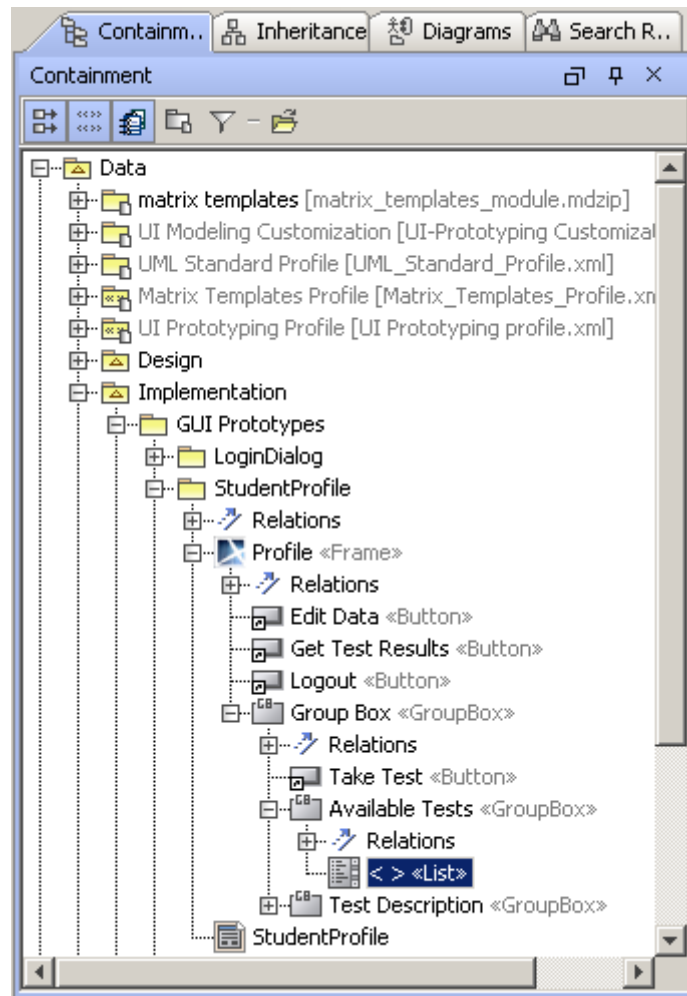 Containm.. Inheritance Diagrams Search R..
Containment
Data
matrix templates [matrix_templates_module.mdzip]
UI Modeling Customization [UI-Prototyping Customizat
UML Standard Profile [UML_Standard_Profile.xml]
«» Matrix Templates Profile [Matrix_Templates_Profile.xm
«» UI Prototyping Profile [UI Prototyping profile.xml]
Design
Implementation
GUI Prototypes
LoginDialog
StudentProfile
Relations
Profile «Frame»
Relations
Edit Data «Button»
Get Test Results «Button»
Logout «Button»
GB Group Box «GroupBox»
Relations
Take Test «Button»
GB Available Tests «GroupBox»
Relations
< > «List»
GB Test Description «GroupBox»
StudentProfile